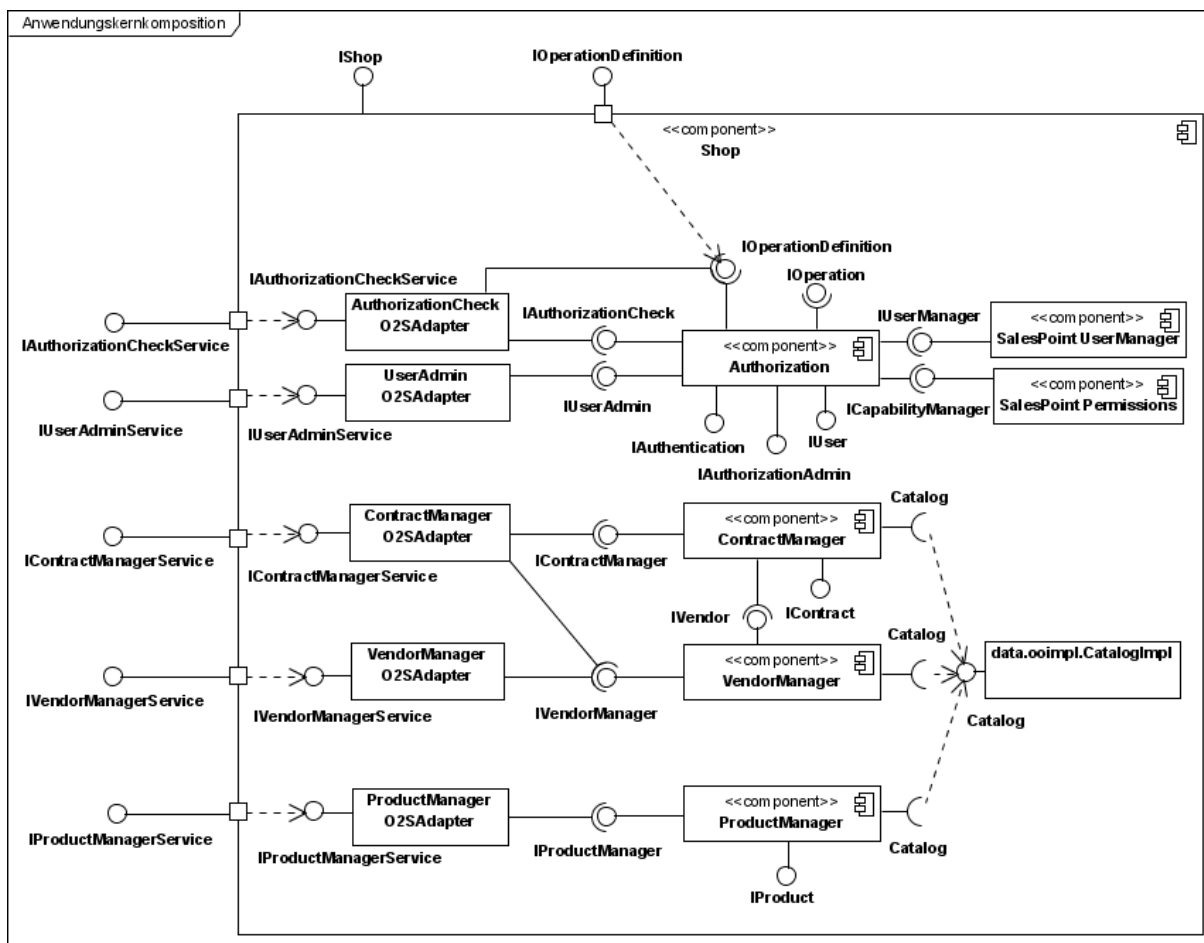 Anwendungskernkomposition
IShop
IOperationDefinition
<<component>>
Shop
IOperationDefinition
IOperation
IAuthorizationCheckService
AuthorizationCheck
O2SAdapter
IAuthorizationCheck
<<component>>
Authorization
IUserManager
<<component>>
SalesPoint UserManager
IAuthorizationCheckService
UserAdmin
O2SAdapter
IUserAdmin
ICapabilityManager
<<component>>
SalesPoint Permissions
IUserAdminService
IUserAdminService
IAuthentication
IUser
IAuthorizationAdmin
ContractManager
O2SAdapter
<<component>>
ContractManager
Catalog
IContractManagerService
IContractManagerService
IContractManager
IContract
IVendor
Catalog
VendorManager
O2SAdapter
<<component>>
VendorManager
data.ooimpl.CatalogImpl
IVendorManagerService
IVendorManagerService
IVendorManager
Catalog
ProductManager
O2SAdapter
<<component>>
ProductManager
IProductManagerService
IProductManagerService
IProductManager
Catalog
IProduct